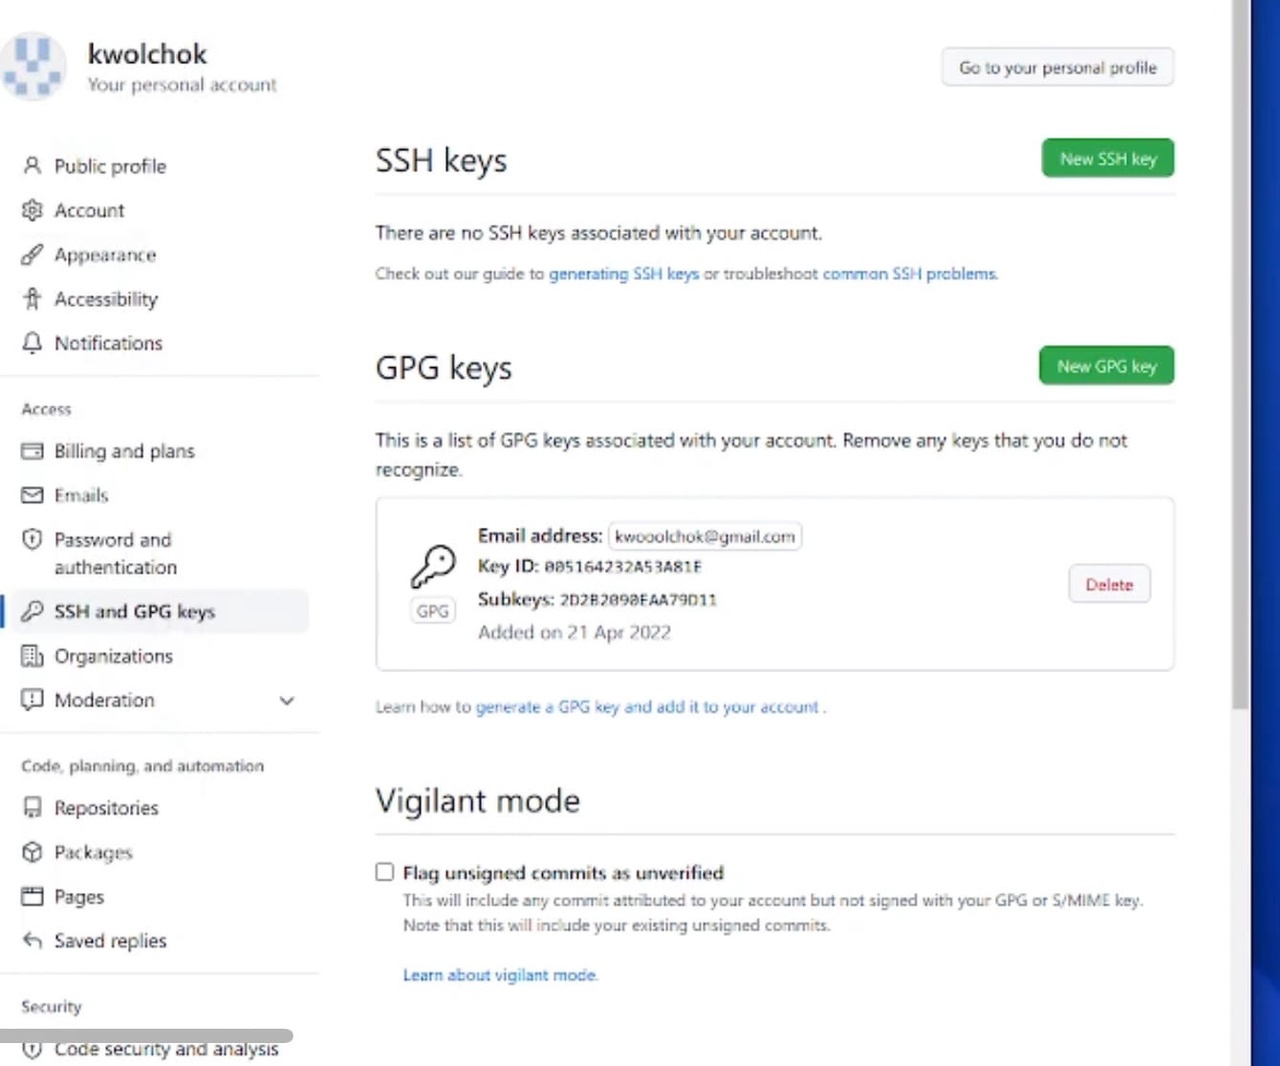 kwolchok
Your personal account
Go to your personal profile
Public profile
Account
Appearance
Accessibility
Notifications
Access
Billing and plans
Emails
Password and
authentication
SSH and GPG keys
Organizations
Moderation
Code, planning, and automation
Repositories
Packages
Pages
Saved replies
Security
Code security and analysis
SSH keys
New SSH key
There are no SSH keys associated with your account.
Check out our guide to generating SSH keys or troubleshoot common SSH problems.
GPG keys
New GPG key
This is a list of GPG keys associated with your account. Remove any keys that you do not
recognize.
GPG
Email address: kwooolchok@gmail.com
Key ID: 005164232A53A81E
Subkeys: 2D2B2090EAA79D11
Added on 21 Apr 2022
Delete
Learn how to generate a GPG key and add it to your account .
Vigilant mode
Flag unsigned commits as unverified
This will include any commit attributed to your account but not signed with your GPG or S/MIME key.
Note that this will include your existing unsigned commits.
Learn about vigilant mode.